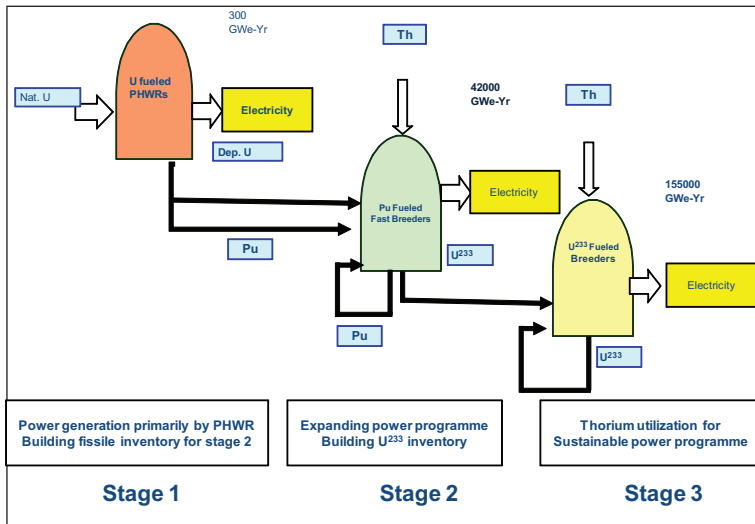 300
GWe-Yr
Th
U fueled
PHWRs
42000
GWe-Yr
Th
Nat. U
Electricity
Dep. U
Pu Fueled
Fast Breeders
Electricity
155000
GWe-Yr
Pu
U²³³
U²³³ Fueled
Breeders
Electricity
Pu
U²³³
Power generation primarily by PHWR
Building fissile inventory for stage 2
Expanding power programme
Building U²³³ inventory
Thorium utilization for
Sustainable power programme
Stage 1
Stage 2
Stage 3